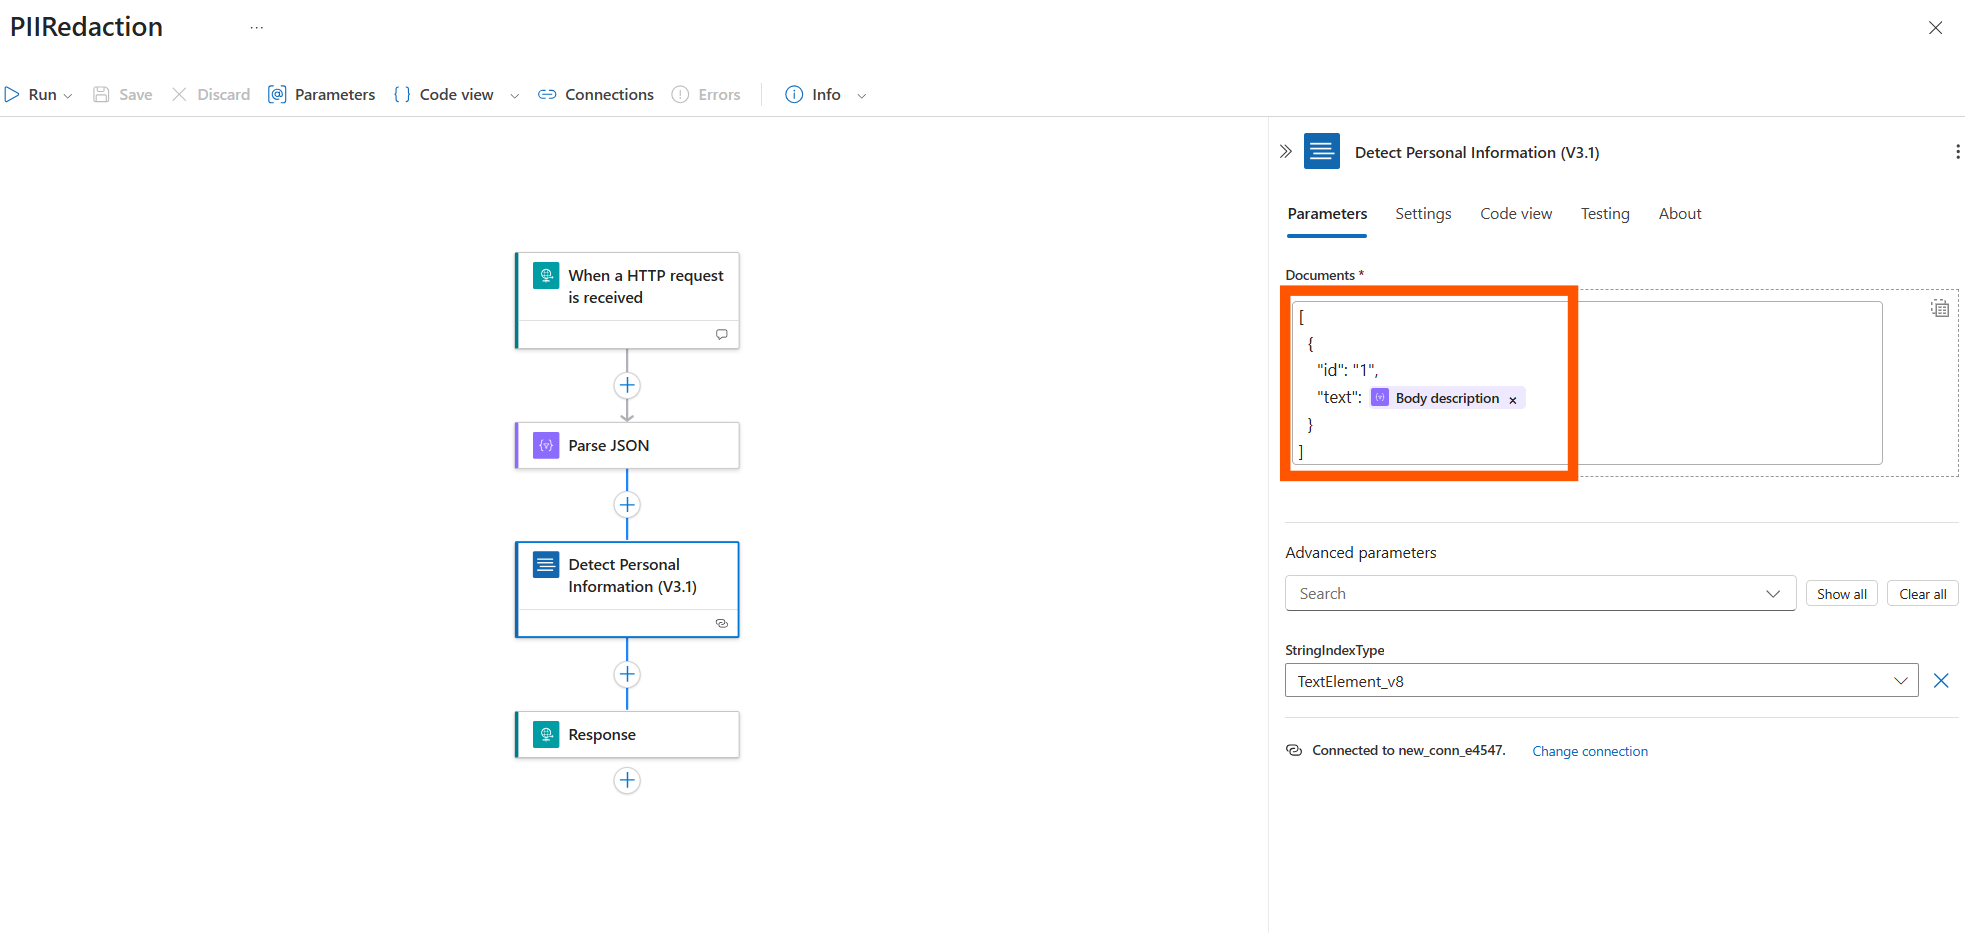 PIIRedaction
...
Run
Save
Discard
Parameters
Code view
Connections
Errors
Info
When a HTTP request
is received
Parse JSON
Detect Personal
Information (V3.1)
Response
Detect Personal Information (V3.1)
Parameters
Settings
Code view
Testing
About
Documents *
[
{
"id": "1",
"text": Body description ×
}
]
Advanced parameters
Search
Show all
Clear all
StringIndexType
TextElement_v8
Connected to new_conn_e4547.
Change connection